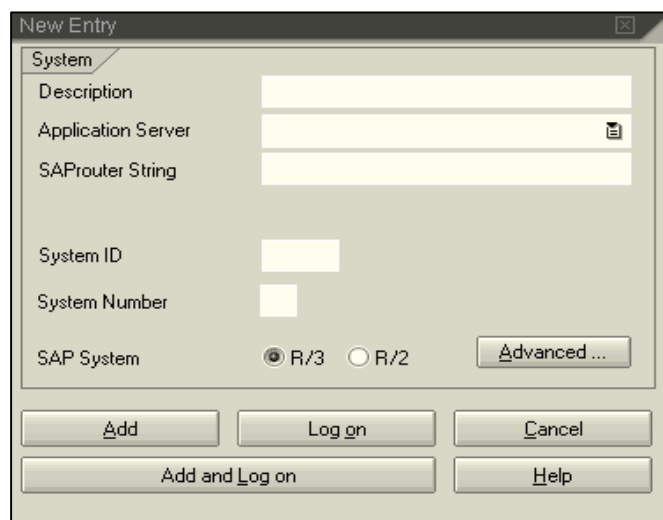 New Entry
System
Description
Application Server
SAProuter String
System ID
System Number
SAP System R/3 R/2 Advanced ...
Add Log on Cancel
Add and Log on Help